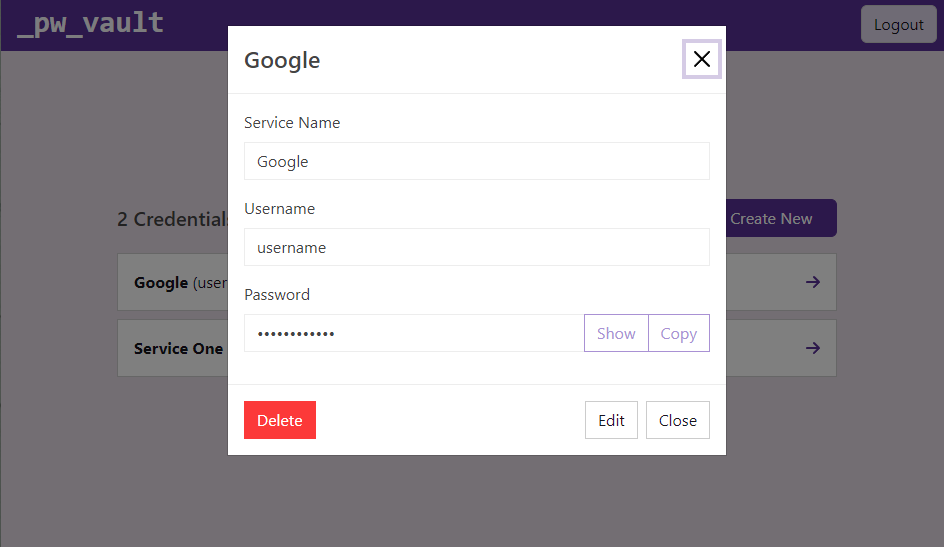 _pw_vault
Logout
Google
Service Name
Google
Username
username
Password
••••••••••••
Show Copy
Delete
Edit Close
2 Credentials
Create New
Google (user
Service One